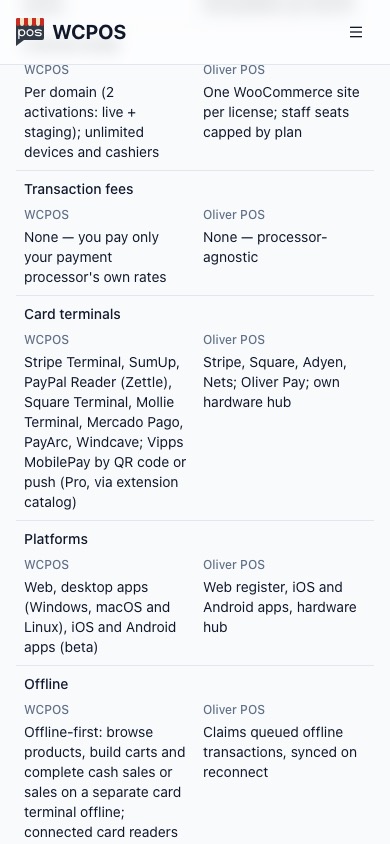 pos WCPOS
WCPOS
Per domain (2
activations: live +
staging); unlimited
devices and cashiers
Oliver POS
One WooCommerce site
per license; staff seats
capped by plan
Transaction fees
WCPOS
None — you pay only
your payment
processor's own rates
Oliver POS
None — processor-
agnostic
Card terminals
WCPOS
Stripe Terminal, SumUp,
PayPal Reader (Zettle),
Square Terminal, Mollie
Terminal, Mercado Pago,
PayArc, Windcave; Vipps
MobilePay by QR code or
push (Pro, via extension
catalog)
Oliver POS
Stripe, Square, Adyen,
Nets; Oliver Pay; own
hardware hub
Platforms
WCPOS
Web, desktop apps
(Windows, macOS and
Linux), iOS and Android
apps (beta)
Oliver POS
Web register, iOS and
Android apps, hardware
hub
Offline
WCPOS
Offline-first: browse
products, build carts and
complete cash sales or
sales on a separate card
terminal offline;
connected card readers
Oliver POS
Claims queued offline
transactions, synced on
reconnect